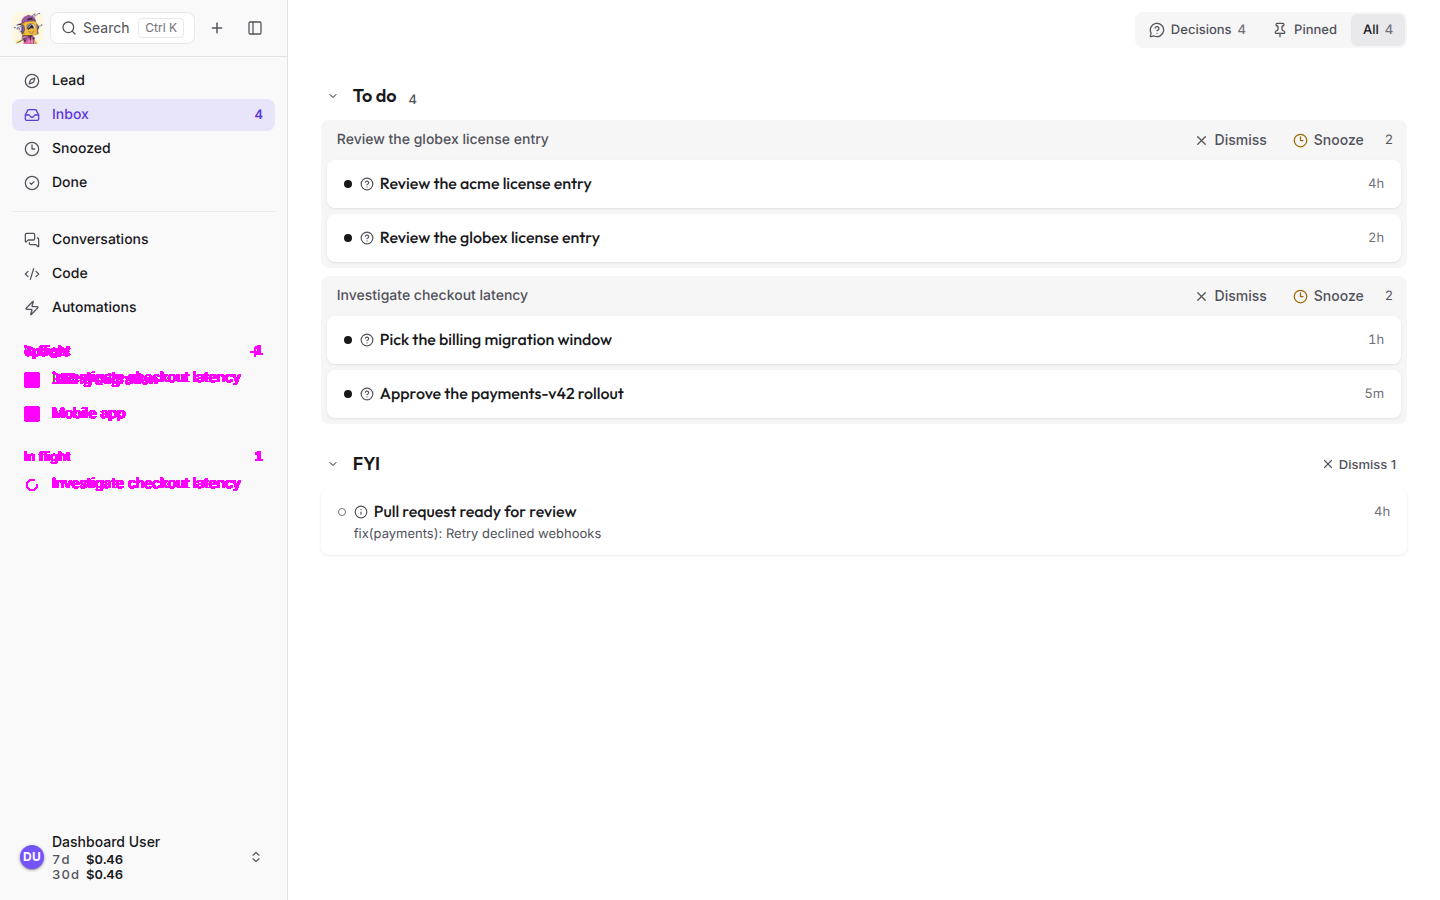 Search Ctrl K
Decisions 4 Pinned All 4
Lead
Inbox 4
Snoozed
Done
Conversations
Code
Automations
Mobile app
In flight 1
Investigate checkout latency
Dashboard User
DU
7d $0.46
30d $0.46
To do 4
Review the globex license entry Dismiss Snooze 2
Review the acme license entry 4h
Review the globex license entry 2h
Investigate checkout latency Dismiss Snooze 2
Pick the billing migration window 1h
Approve the payments-v42 rollout 5m
FYI Dismiss 1
Pull request ready for review 4h
fix(payments): Retry declined webhooks